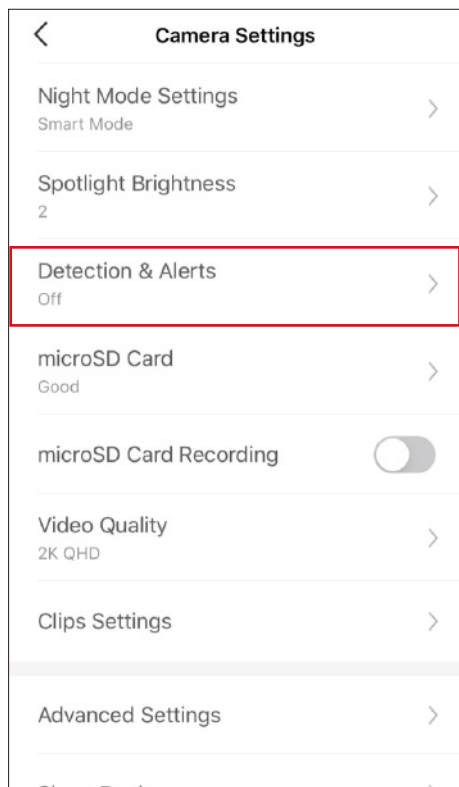 Camera Settings
Night Mode Settings
Smart Mode
Spotlight Brightness
2
Detection & Alerts
Off
microSD Card
Good
microSD Card Recording
Video Quality
2K QHD
Clips Settings
Advanced Settings